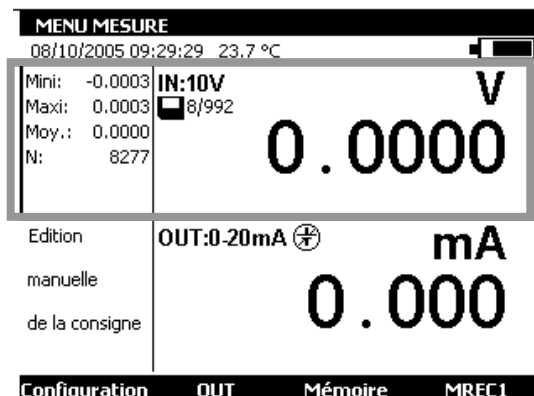 MENU MESURE
08/10/2005 09:29:29 23.7 °C
Mini: -0.0003
Maxi: 0.0003
Moy.: 0.0000
N: 8277
IN:10V
8/992
V
0.0000
Edition
manuelle
de la consigne
OUT:0-20mA
mA
0.000
Configuration OUT Mémoire MREC1